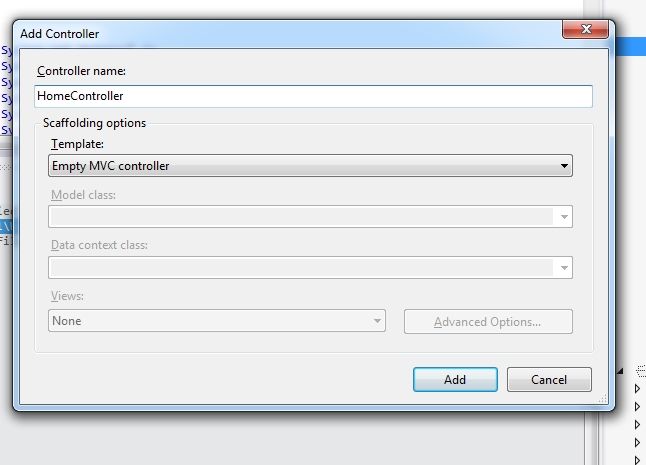 Add Controller
Controller name:
HomeController
Scaffolding options
Template:
Empty MVC controller
Model class:
Data context class:
Views:
None
Advanced Options...
Add
Cancel